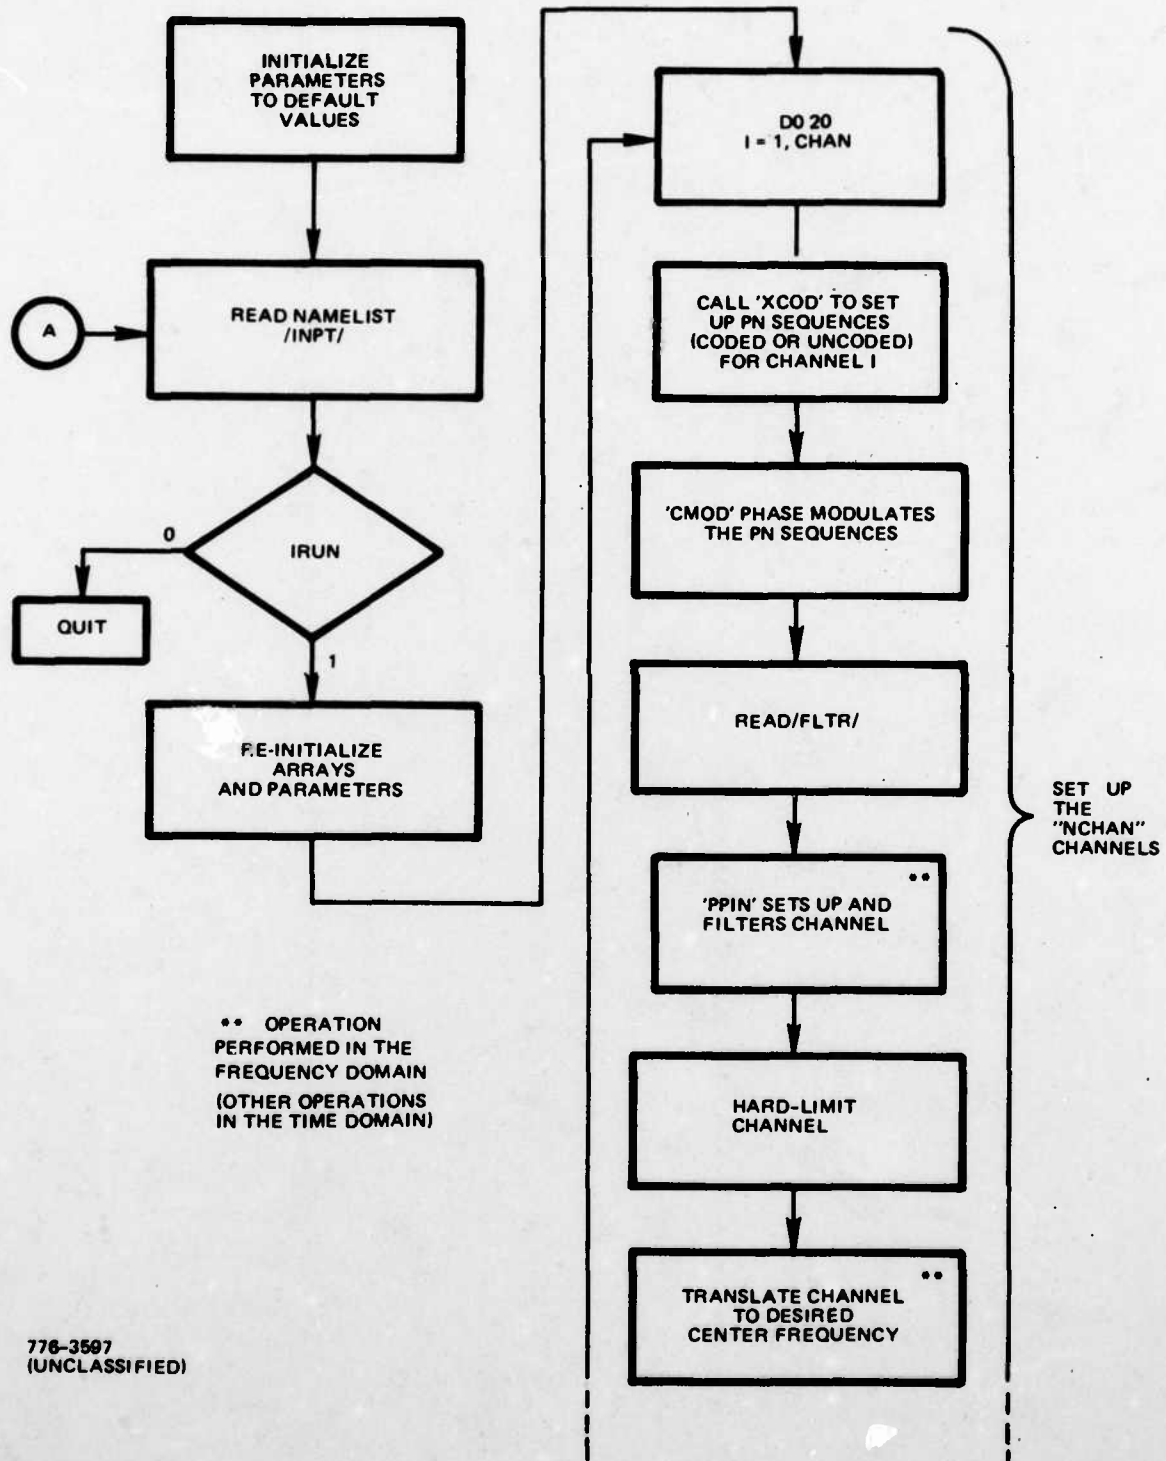 INITIALIZE
PARAMETERS
TO DEFAULT
VALUES
A
READ NAMELIST
/INPT/
IRUN
0
QUIT
1
RE-INITIALIZE
ARRAYS
AND PARAMETERS
** OPERATION
PERFORMED IN THE
FREQUENCY DOMAIN
(OTHER OPERATIONS
IN THE TIME DOMAIN)
776-3597
(UNCLASSIFIED)
DO 20
I = 1, CHAN
CALL 'XCOD' TO SET
UP PN SEQUENCES
(CODED OR UNCODED)
FOR CHANNEL I
'CMOD' PHASE MODULATES
THE PN SEQUENCES
READ/FLTR/
**
'PPIN' SETS UP AND
FILTERS CHANNEL
HARD-LIMIT
CHANNEL
**
TRANSLATE CHANNEL
TO DESIRED
CENTER FREQUENCY
SET UP
THE
"NCHAN"
CHANNELS